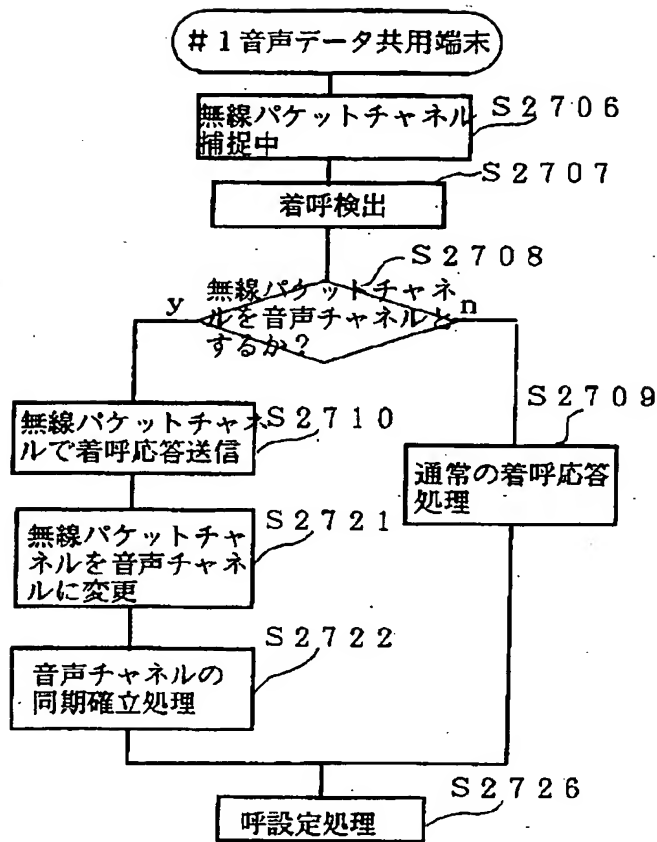 #1音声データ共用端末
無線パケットチャネル
捕捉中
S2706
着呼検出
S2707
S2708
無線パケットチャネ
ルを音声チャネルと
するか?
y
n
無線パケットチャネ
ルで着呼応答送信
S2710
S2709
通常の着呼応答
処理
無線パケットチャ
ネルを音声チャネ
ルに変更
S2721
音声チャネルの
同期確立処理
S2722
呼設定処理
S2726